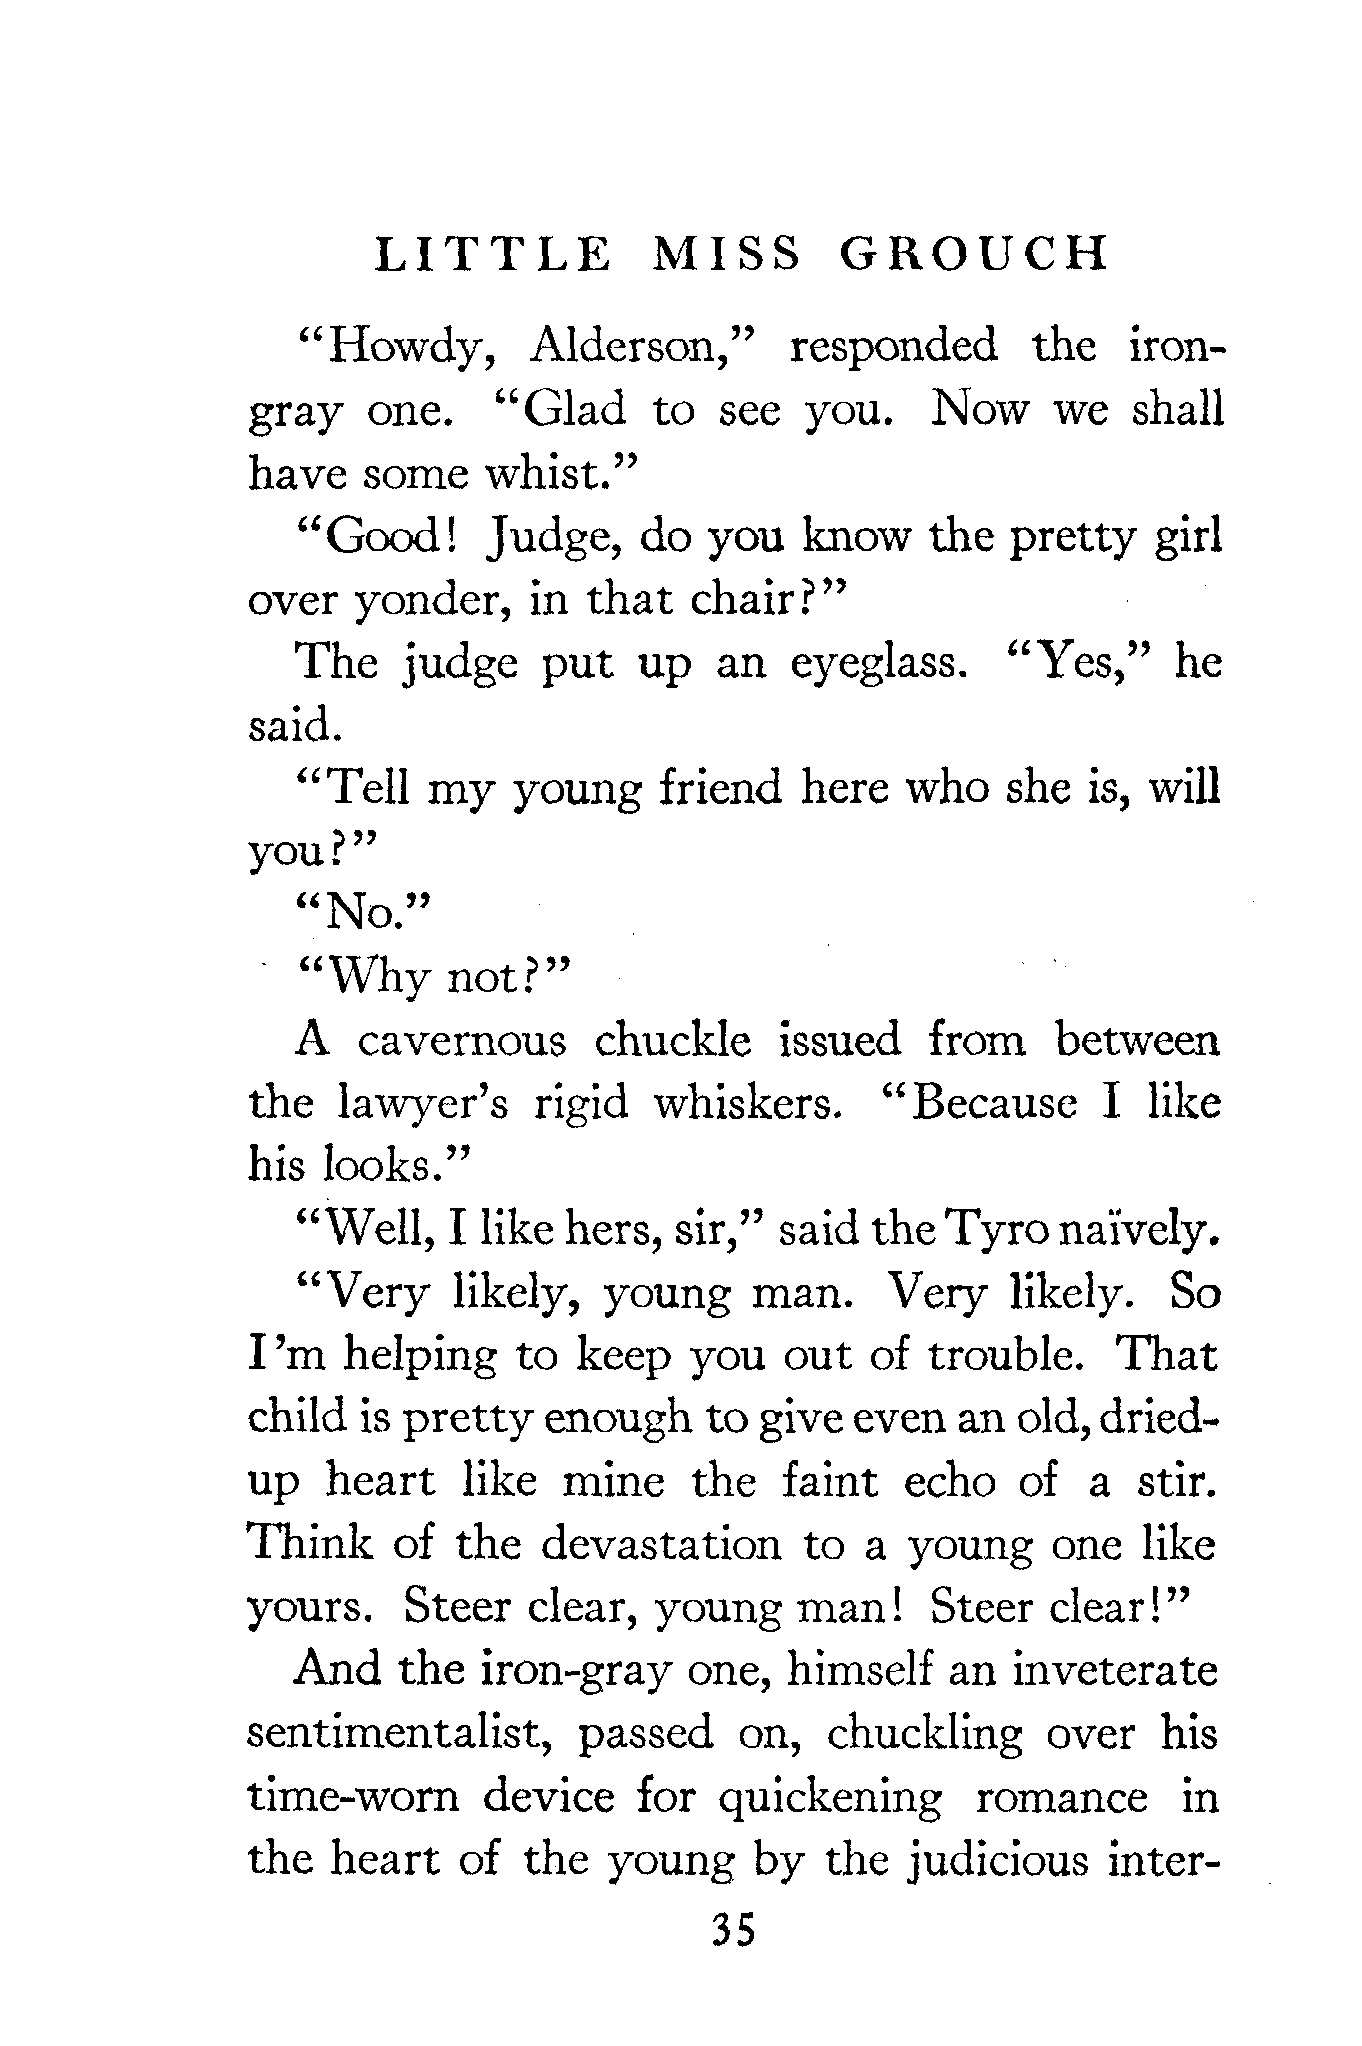 LITTLE MISS GROUCH
“Howdy, Alderson,” responded the iron-
gray one. “Glad to see you. Now we shall
have some whist.”
“Good! Judge, do you know the pretty girl
over yonder, in that chair?”
The judge put up an eyeglass. “Yes,” he
said.
“Tell my young friend here who she is, will
you?”
“No.”
“Why not?”
A cavernous chuckle issued from between
the lawyer’s rigid whiskers. “Because I like
his looks.”
“Well, I like hers, sir,” said the Tyro naïvely.
“Very likely, young man. Very likely. So
I’m helping to keep you out of trouble. That
child is pretty enough to give even an old, dried-
up heart like mine the faint echo of a stir.
Think of the devastation to a young one like
yours. Steer clear, young man! Steer clear!”
And the iron-gray one, himself an inveterate
sentimentalist, passed on, chuckling over his
time-worn device for quickening romance in
the heart of the young by the judicious inter-
35